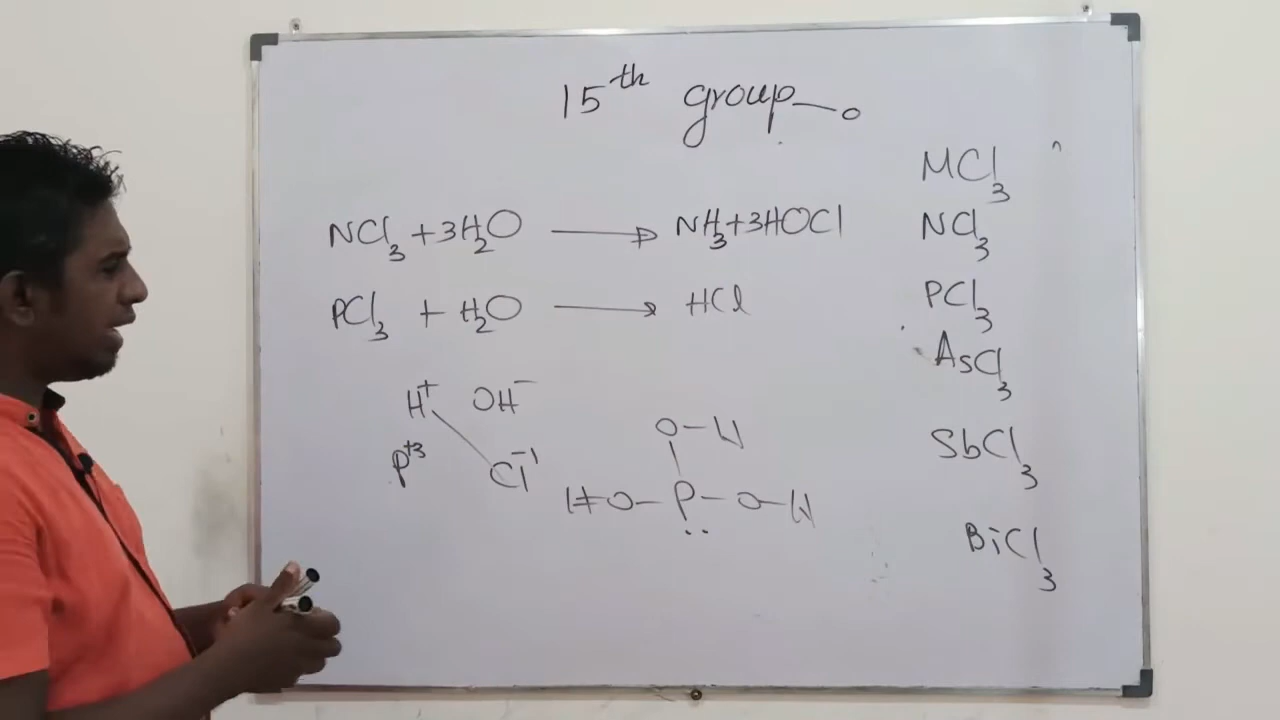 15th group
NCl3 + 3H2O → NH3 + 3HOCl
PCl3 + H2O → HCl
H+ OH-
P+3 Cl-1
O-H
H-O-P-O-H
MCl3
NCl3
PCl3
AsCl3
SbCl3
BiCl3